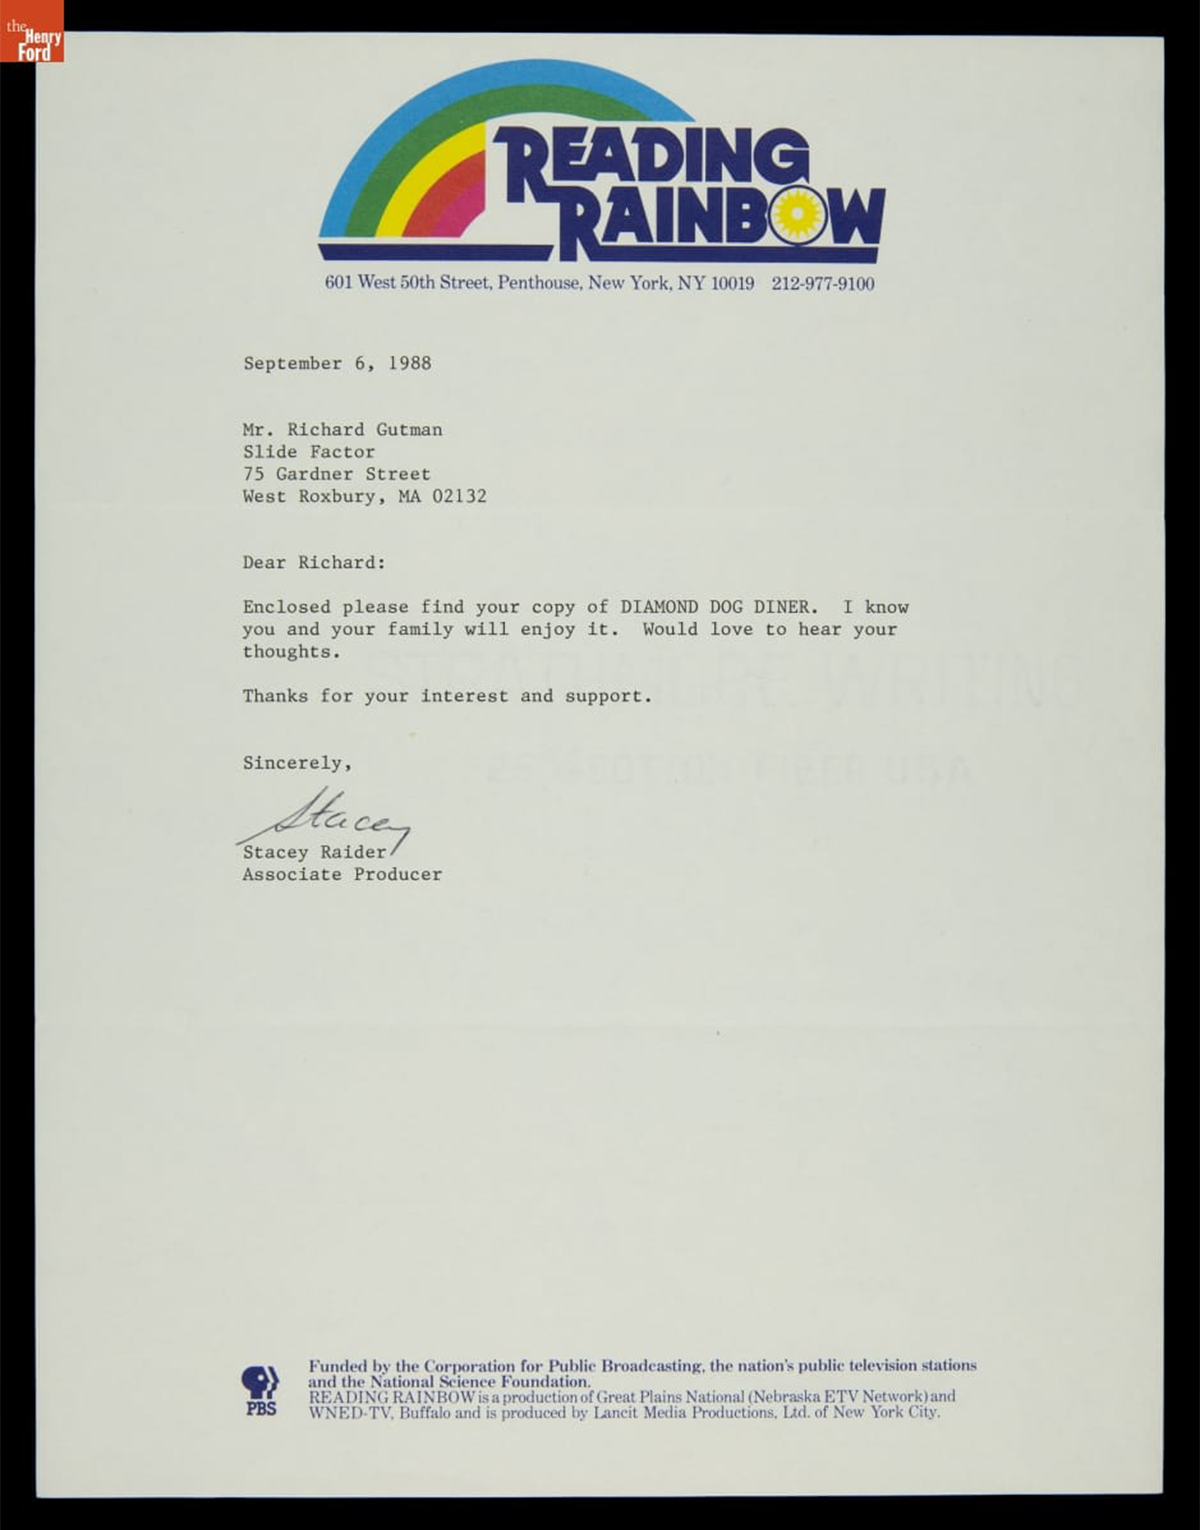 the
Henry
Ford
READING
RAINBOW
601 West 50th Street, Penthouse, New York, NY 10019 212-977-9100
September 6, 1988
Mr. Richard Gutman
Slide Factor
75 Gardner Street
West Roxbury, MA 02132
Dear Richard:
Enclosed please find your copy of DIAMOND DOG DINER. I know
you and your family will enjoy it. Would love to hear your
thoughts.
STRATHMORE WRITING
25% COTTON FIBER USA
Thanks for your interest and support.
Sincerely,
Stacey
Stacey Raider
Associate Producer
PBS
Funded by the Corporation for Public Broadcasting, the nation's public television stations
and the National Science Foundation.
READING RAINBOW is a production of Great Plains National (Nebraska ETV Network) and
WNED-TV, Buffalo and is produced by Lancit Media Productions, Ltd. of New York City.